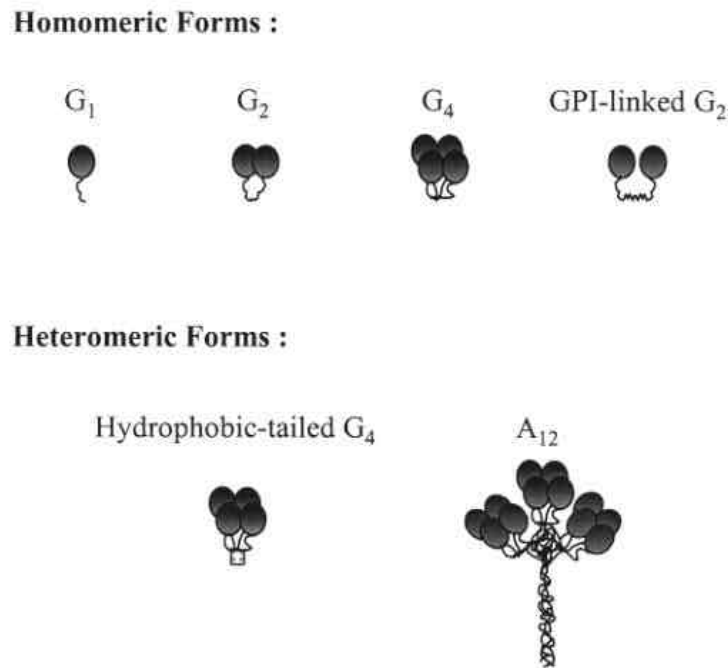 Homomeric Forms :
G₁ G₂ G₄ GPI-linked G₂
Heteromeric Forms :
Hydrophobic-tailed G₄ A₁₂